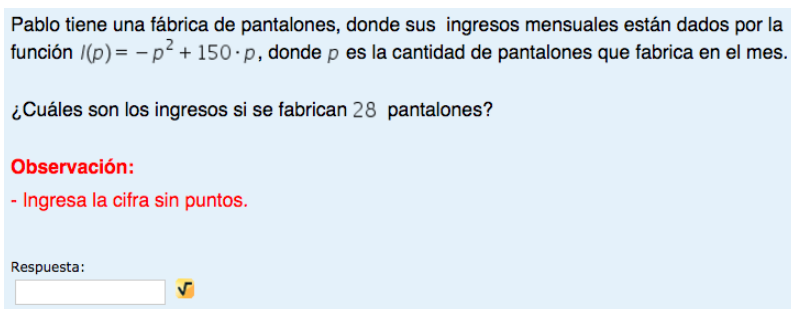 Pablo tiene una fábrica de pantalones, donde sus ingresos mensuales están dados por la
función I(p) = − p² + 150 · p, donde p es la cantidad de pantalones que fabrica en el mes.
¿Cuáles son los ingresos si se fabrican 28 pantalones?
Observación:
- Ingresa la cifra sin puntos.
Respuesta: